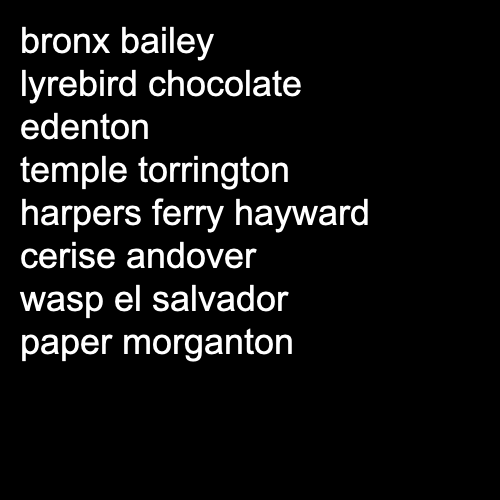 bronx bailey
lyrebird chocolate
edenton
temple torrington
harpers ferry hayward
cerise andover
wasp el salvador
paper morganton